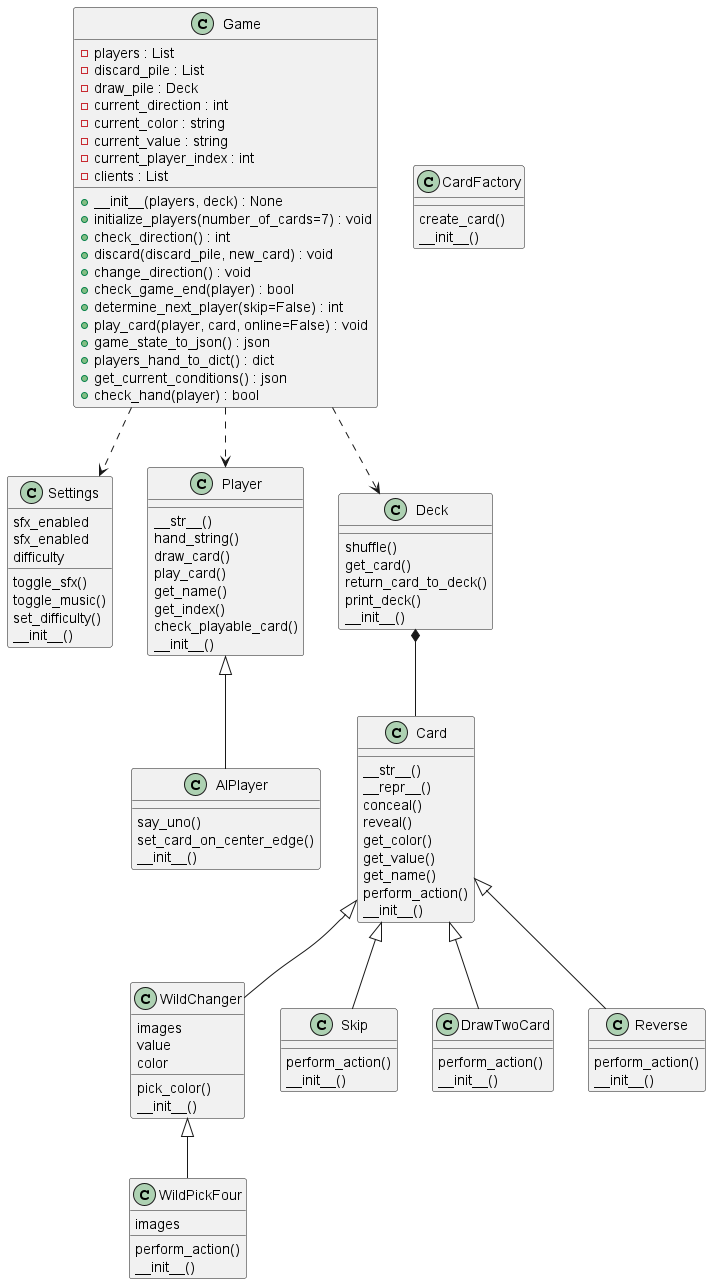 C Game
players : List
discard_pile : List
draw_pile : Deck
current_direction : int
current_color : string
current_value : string
current_player_index : int
clients : List
__init__(players, deck) : None
initialize_players(number_of_cards=7) : void
check_direction() : int
discard(discard_pile, new_card) : void
change_direction() : void
check_game_end(player) : bool
determine_next_player(skip=False) : int
play_card(player, card, online=False) : void
game_state_to_json() : json
players_hand_to_dict() : dict
get_current_conditions() : json
check_hand(player) : bool
C CardFactory
create_card()
__init__()
C Settings
sfx_enabled
sfx_enabled
difficulty
toggle_sfx()
toggle_music()
set_difficulty()
__init__()
C Player
__str__()
hand_string()
draw_card()
play_card()
get_name()
get_index()
check_playable_card()
__init__()
C Deck
shuffle()
get_card()
return_card_to_deck()
print_deck()
__init__()
C AIPlayer
say_uno()
set_card_on_center_edge()
__init__()
C Card
__str__()
__repr__()
conceal()
reveal()
get_color()
get_value()
get_name()
perform_action()
__init__()
C WildChanger
images
value
color
pick_color()
__init__()
C Skip
perform_action()
__init__()
C DrawTwoCard
perform_action()
__init__()
C Reverse
perform_action()
__init__()
C WildPickFour
images
perform_action()
__init__()